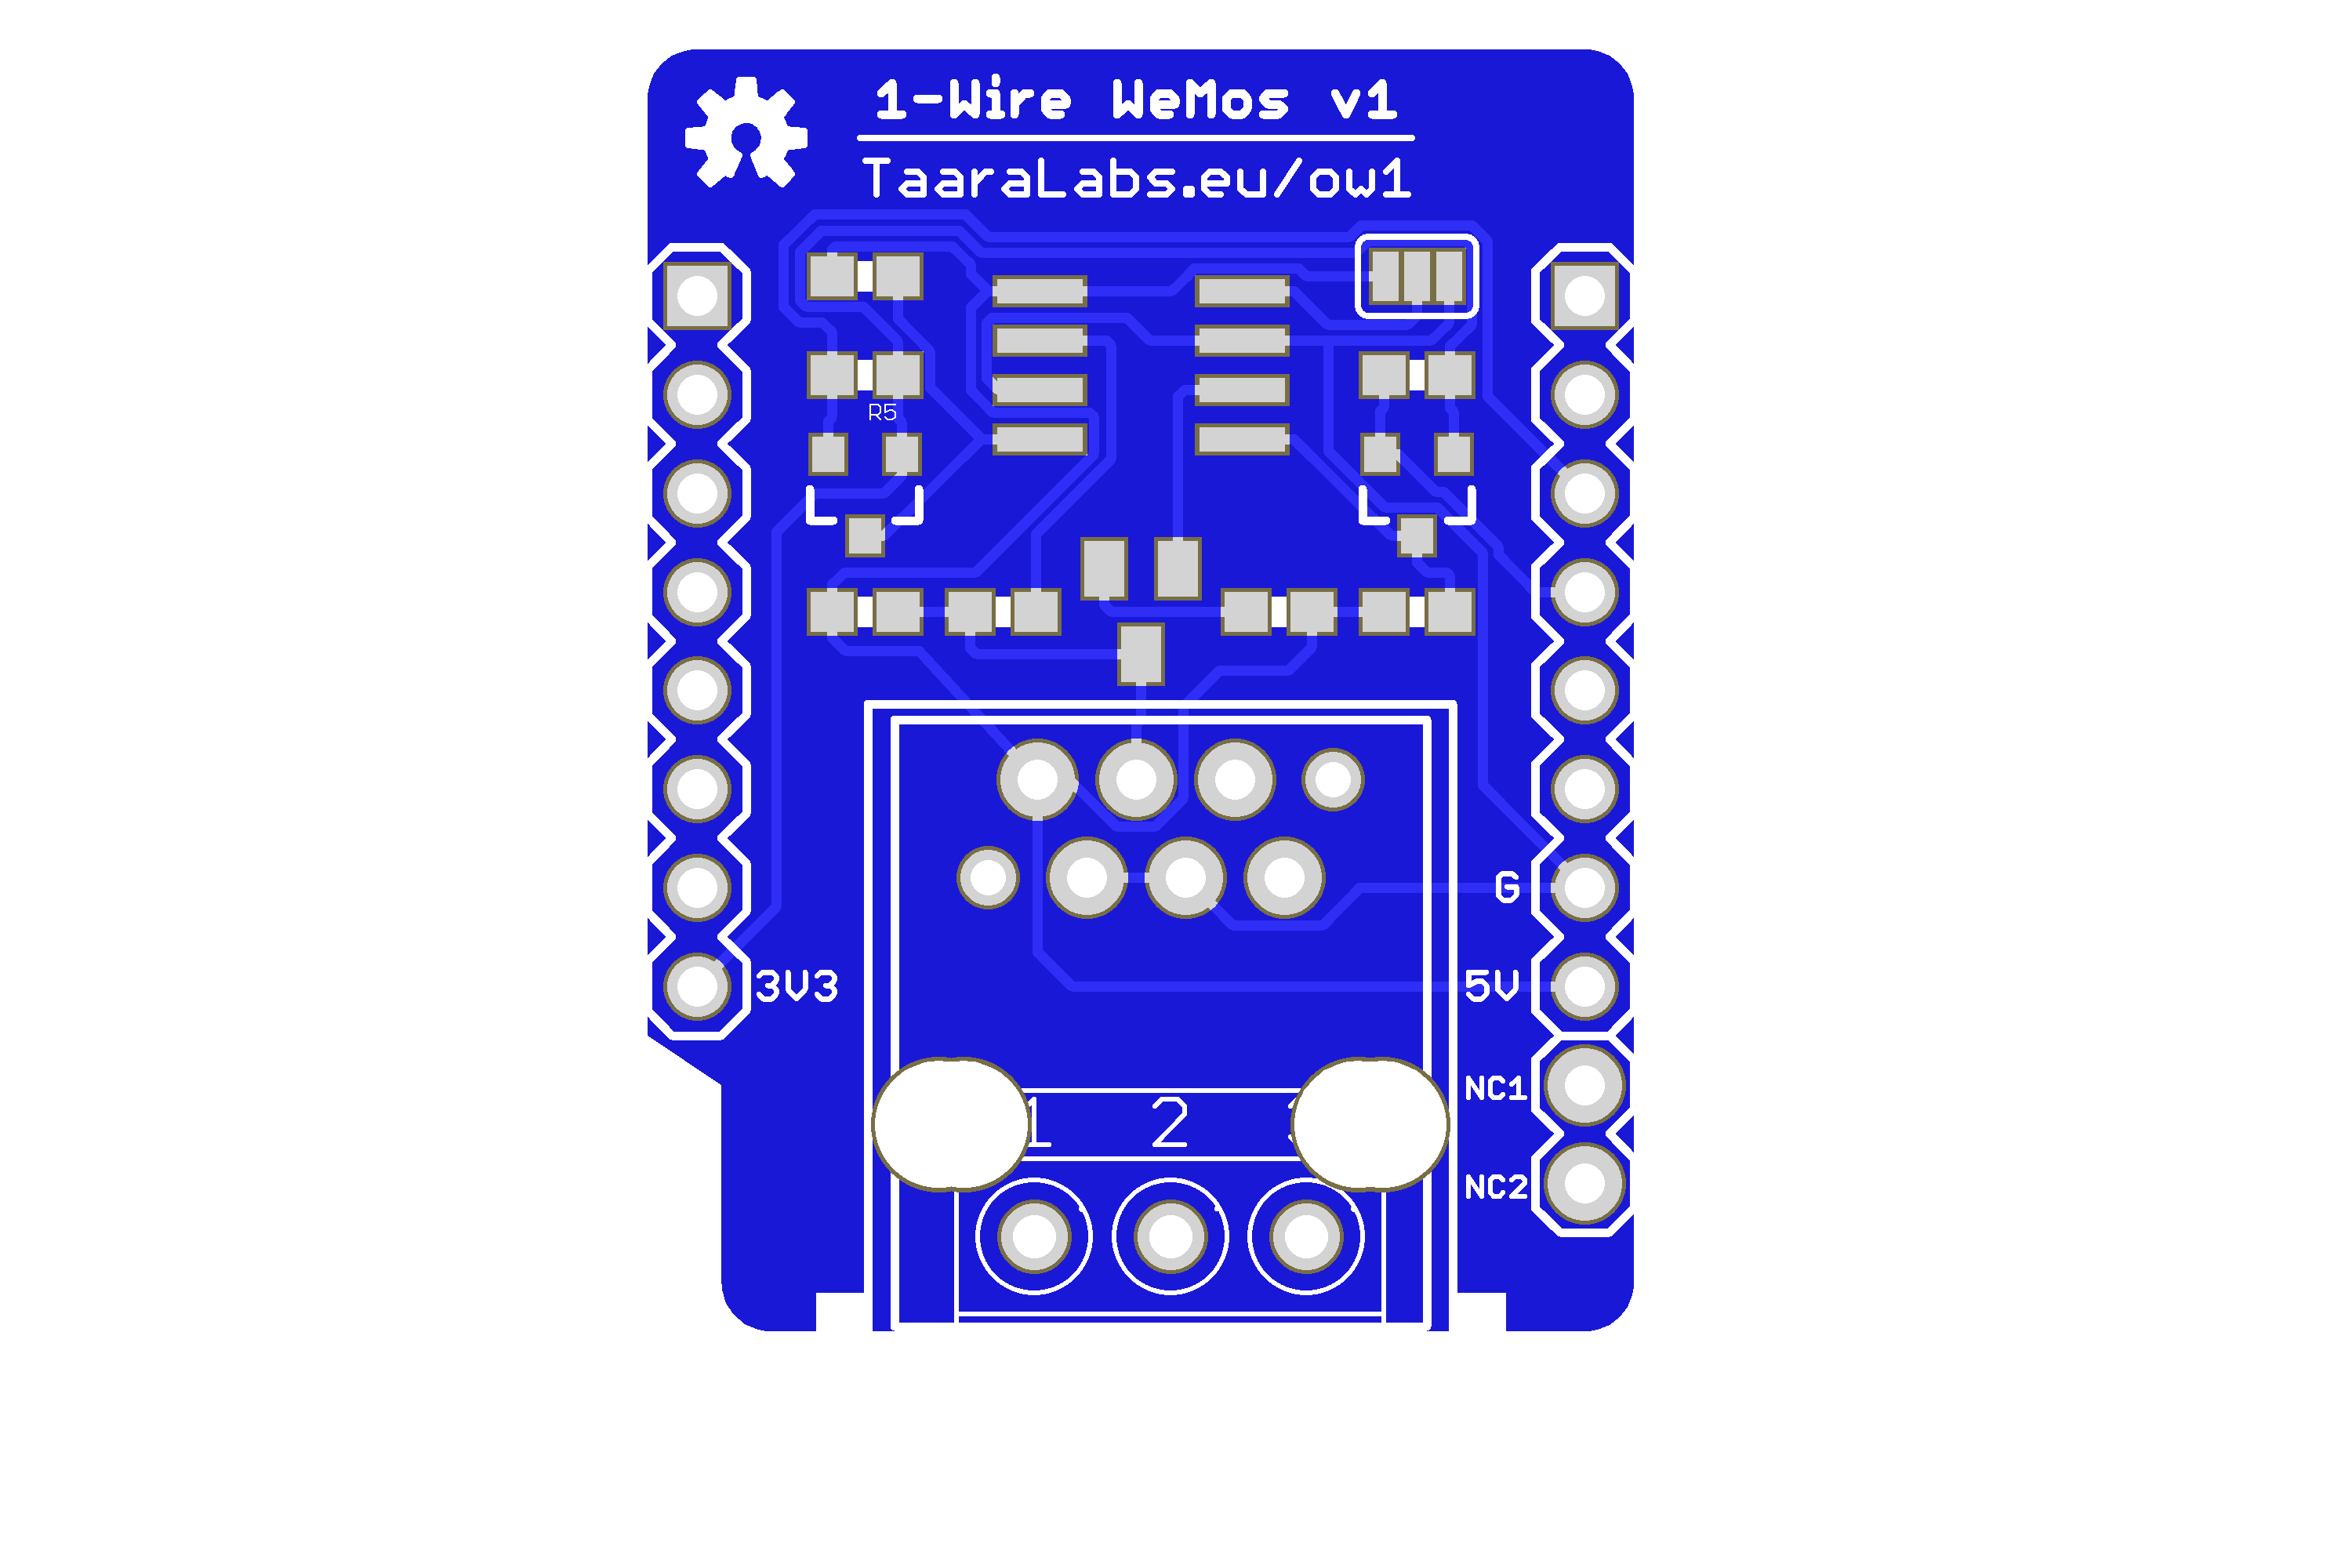 1-Wire WeMos v1
TaaraLabs.eu/ow1
R5
G
3V3
5V
NC1
1 2
NC2